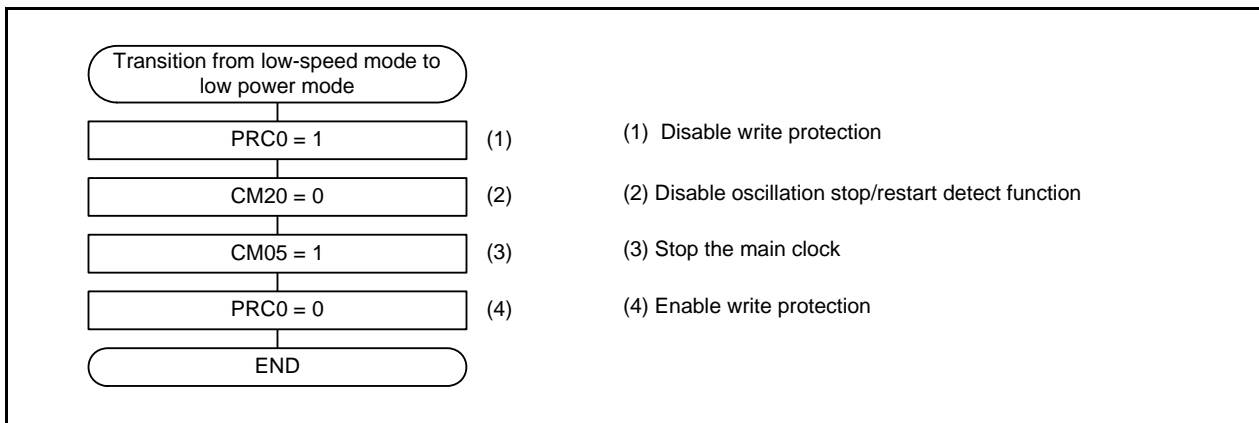 Transition from low-speed mode to
low power mode
PRC0 = 1
(1)
(1) Disable write protection
CM20 = 0
(2)
(2) Disable oscillation stop/restart detect function
CM05 = 1
(3)
(3) Stop the main clock
PRC0 = 0
(4)
(4) Enable write protection
END